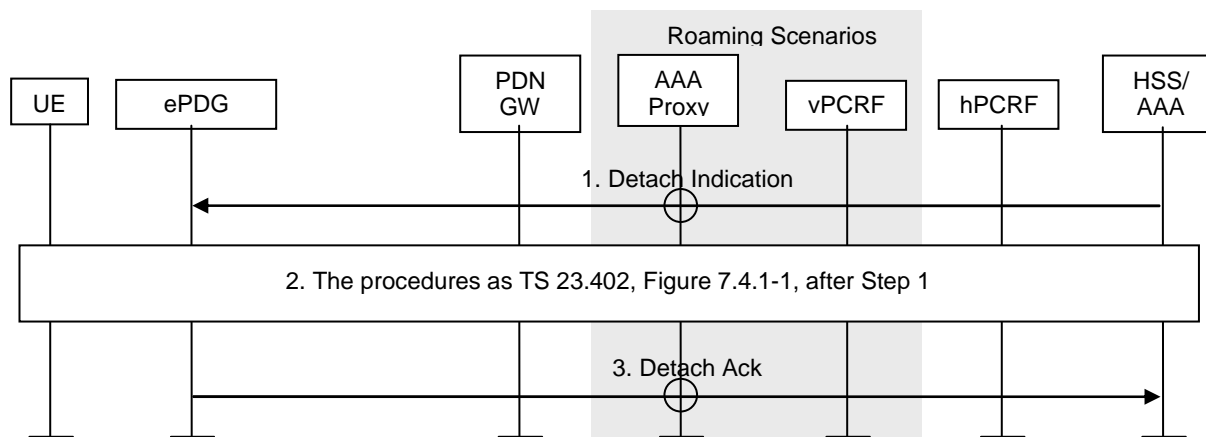 Roaming Scenarios
UE
ePDG
PDN
GW
AAA
Proxy
vPCRF
hPCRF
HSS/
AAA
1. Detach Indication
2. The procedures as TS 23.402, Figure 7.4.1-1, after Step 1
3. Detach Ack